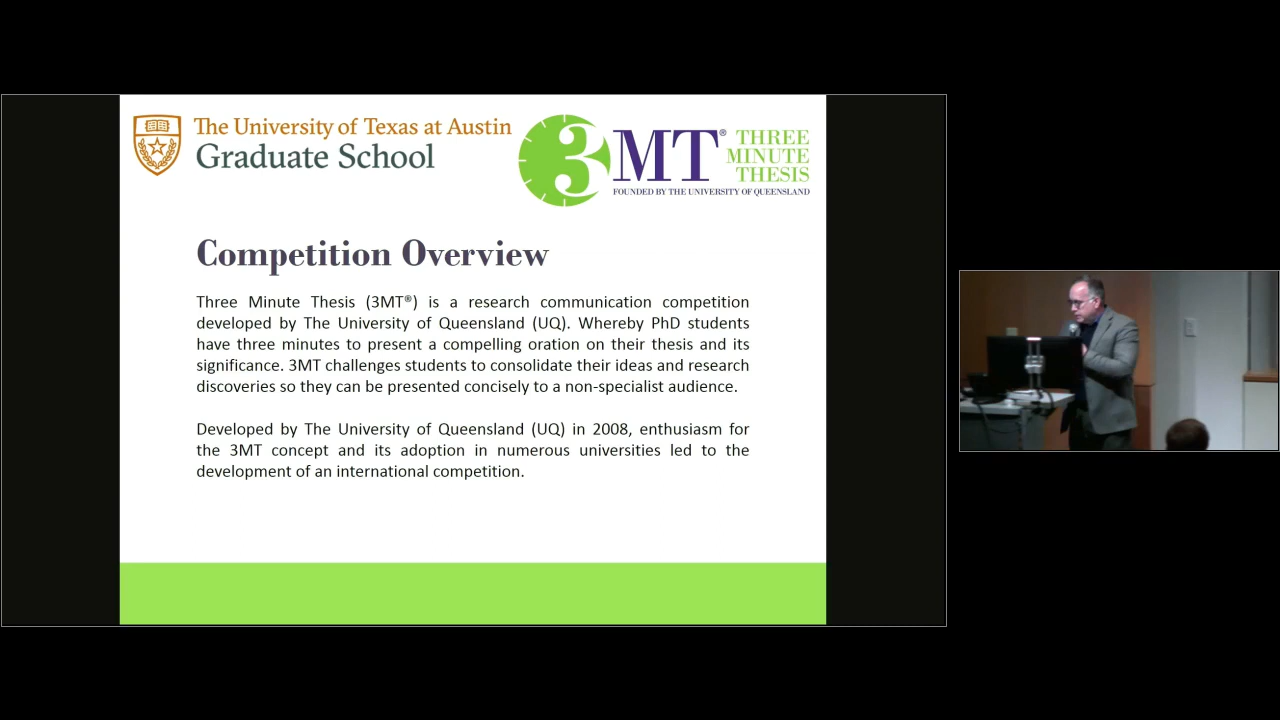 The University of Texas at Austin
Graduate School
3MT®
THREE
MINUTE
THESIS
FOUNDED BY THE UNIVERSITY OF QUEENSLAND
Competition Overview
Three Minute Thesis (3MT®) is a research communication competition
developed by The University of Queensland (UQ). Whereby PhD students
have three minutes to present a compelling oration on their thesis and its
significance. 3MT challenges students to consolidate their ideas and research
discoveries so they can be presented concisely to a non-specialist audience.
Developed by The University of Queensland (UQ) in 2008, enthusiasm for
the 3MT concept and its adoption in numerous universities led to the
development of an international competition.